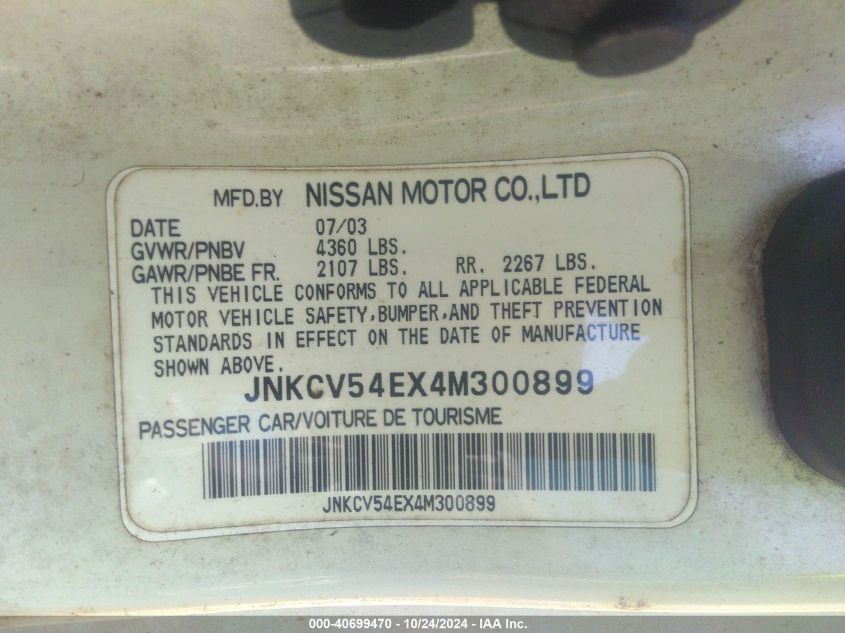 MFD.BY NISSAN MOTOR CO.,LTD
DATE 07/03
GVWR/PNBV 4360 LBS.
GAWR/PNBE FR. 2107 LBS. RR. 2267 LBS.
THIS VEHICLE CONFORMS TO ALL APPLICABLE FEDERAL
MOTOR VEHICLE SAFETY,BUMPER,AND THEFT PREVENTION
STANDARDS IN EFFECT ON THE DATE OF MANUFACTURE
SHOWN ABOVE.
JNKCV54EX4M300899
PASSENGER CAR/VOITURE DE TOURISME
JNKCV54EX4M300899
000-40699470 - 10/24/2024 - IAA Inc.